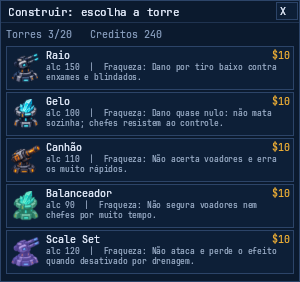 Construir: escolha a torre
X
Torres 3/20 Creditos 240
Raio $10
alc 150 | Fraqueza: Dano por tiro baixo contra
enxames e blindados.
Gelo $10
alc 100 | Fraqueza: Dano quase nulo: não mata
sozinha; chefes resistem ao controle.
Canhão $10
alc 110 | Fraqueza: Não acerta voadores e erra
os muito rápidos.
Balanceador $10
alc 90 | Fraqueza: Não segura voadores nem
chefes por muito tempo.
Scale Set $10
alc 120 | Fraqueza: Não ataca e perde o efeito
quando desativado por drenagem.